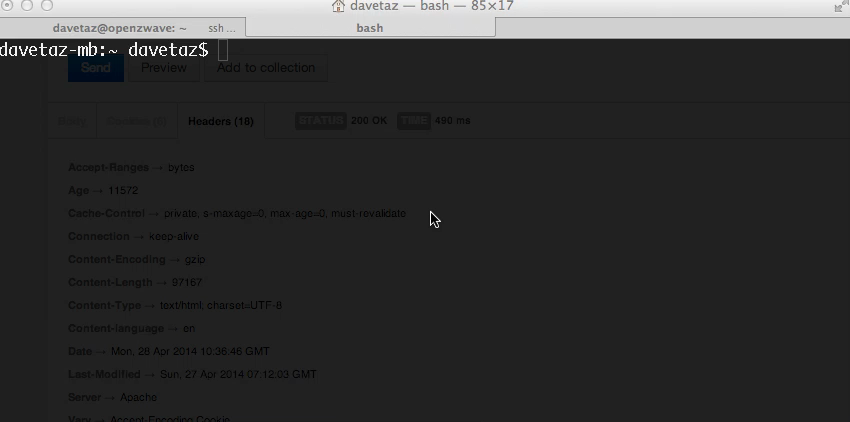 davetaz — bash — 85×17
davetaz@openzwave: ~ ssh ... bash
davetaz-mb:~ davetaz$
Send Preview Add to collection
Body Cookies (5) Headers (18) STATUS 200 OK TIME 490 ms
Accept-Ranges → bytes
Age → 11572
Cache-Control → private, s-maxage=0, max-age=0, must-revalidate
Connection → keep-alive
Content-Encoding → gzip
Content-Length → 97167
Content-Type → text/html; charset=UTF-8
Content-language → en
Date → Mon, 28 Apr 2014 10:36:46 GMT
Last-Modified → Sun, 27 Apr 2014 07:12:03 GMT
Server → Apache
Vary → Accept-Encoding,Cookie